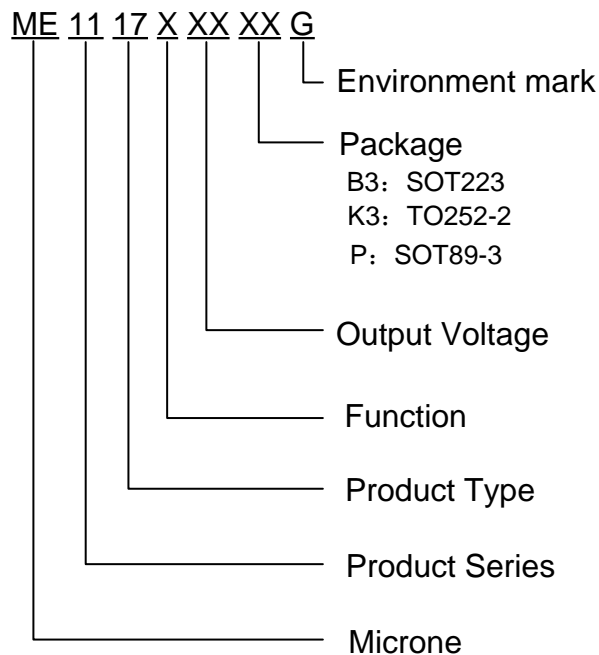 ME 11 17 X XX XX G
Environment mark
Package
B3：SOT223
K3：TO252-2
P：SOT89-3
Output Voltage
Function
Product Type
Product Series
Microne